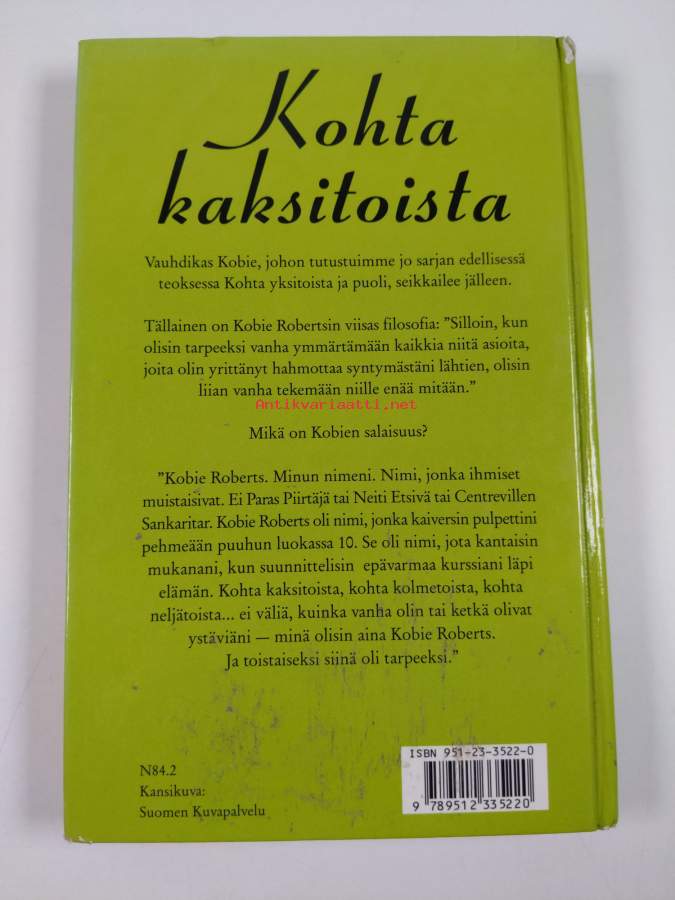 Kohta
kaksitoista
Vauhdikas Kobie, johon tutustuimme jo sarjan edellisessä
teoksessa Kohta yksitoista ja puoli, seikkailee jälleen.
Tällainen on Kobie Robertsin viisas filosofia: ”Silloin, kun
olisin tarpeeksi vanha ymmärtämään kaikkia niitä asioita,
joita olin yrittänyt hahmottaa syntymästäni lähtien, olisin
liian vanha tekemään niille enää mitään.”
Antikvariaatti.net
Mikä on Kobien salaisuus?
”Kobie Roberts. Minun nimeni. Nimi, jonka ihmiset
muistaisivat. Ei Paras Piirtäjä tai Neiti Etsivä tai Centrevillen
Sankaritar. Kobie Roberts oli nimi, jonka kaiversin pulpettini
pehmeään puuhun luokassa 10. Se oli nimi, jota kantaisin
mukanani, kun suunnittelisin epävarmaa kurssiani läpi
elämän. Kohta kaksitoista, kohta kolmetoista, kohta
neljätoista... ei väliä, kuinka vanha olin tai ketkä olivat
ystäviäni — minä olisin aina Kobie Roberts.
Ja toistaiseksi siinä oli tarpeeksi.”
ISBN 951-23-3522-0
N84.2
Kansikuva:
Suomen Kuvapalvelu
9 789512 335220